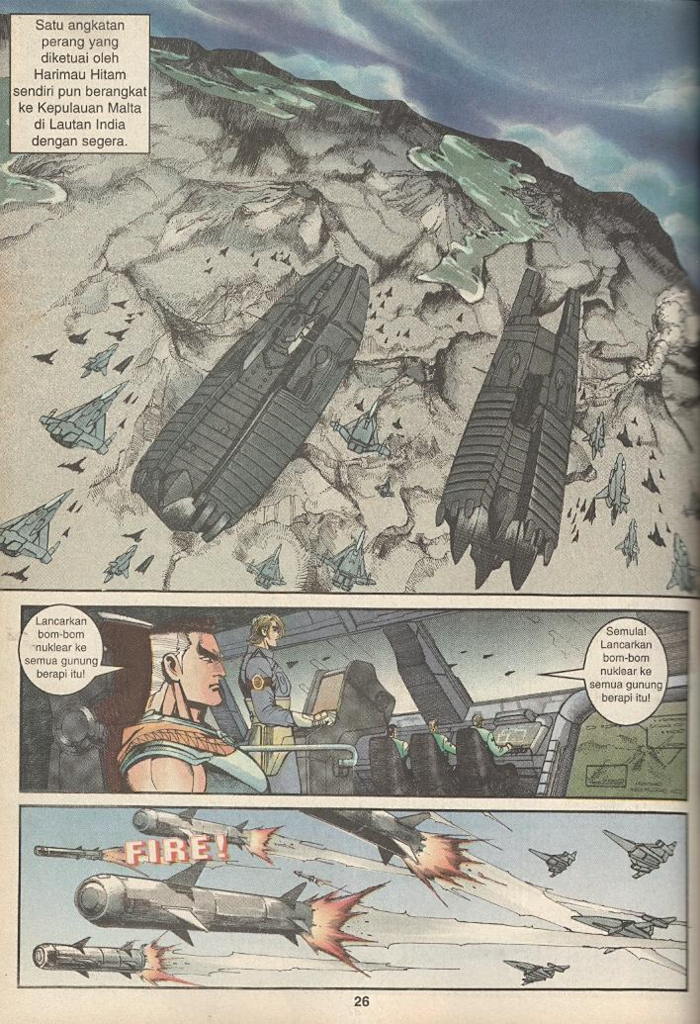 Satu angkatan
perang yang
diketuai oleh
Harimau Hitam
sendiri pun berangkat
ke Kepulauan Malta
di Lautan India
dengan segera.
Lancarkan
bom-bom
nuklear ke
semua gunung
berapi itu!
Semula!
Lancarkan
bom-bom
nuklear ke
semua gunung
berapi itu!
FIRE!
26